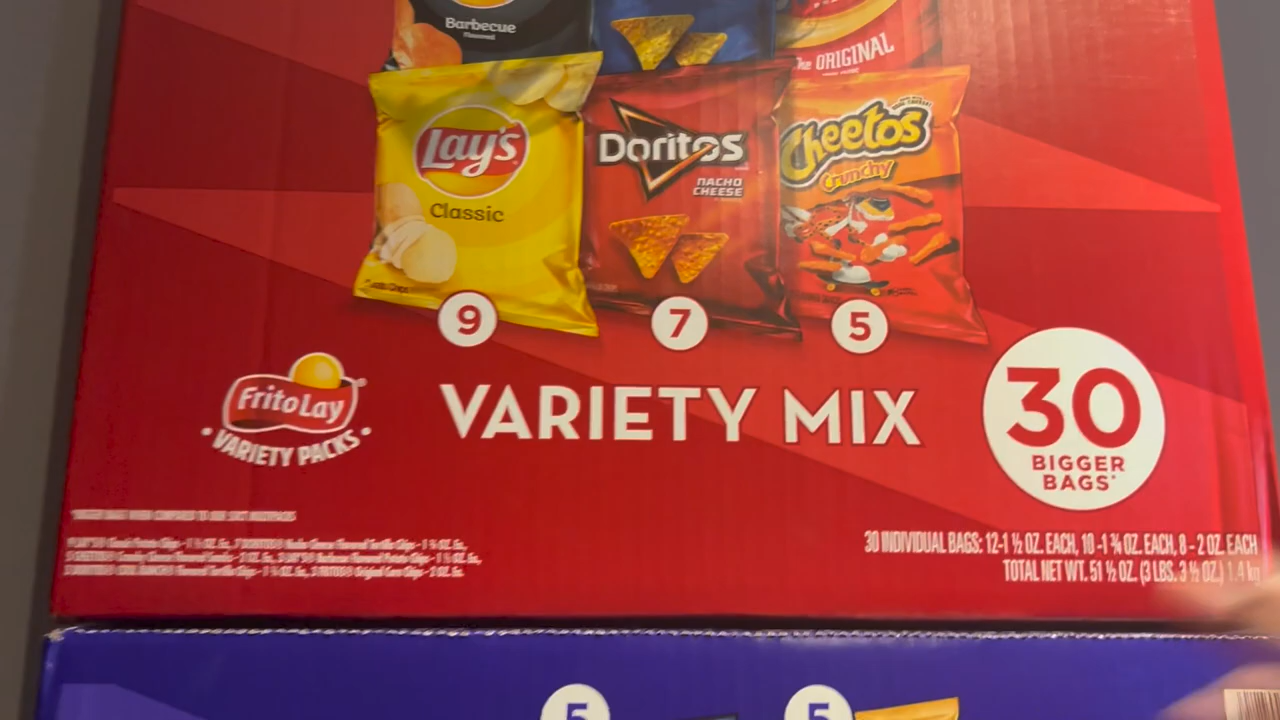 Barbecue
Flavored
The ORIGINAL
Lay's
Classic
Doritos
NACHO
CHEESE
Cheetos
Crunchy
9
7
5
FritoLay
VARIETY PACKS
VARIETY MIX
30
BIGGER
BAGS*
30 INDIVIDUAL BAGS: 12-1 ½ OZ. EACH, 10 -1 ¾ OZ. EACH, 8 - 2 OZ. EACH
TOTAL NET WT. 51 ½ OZ. (3 LBS. 3 ½ OZ.) 1.4 kg
5
5